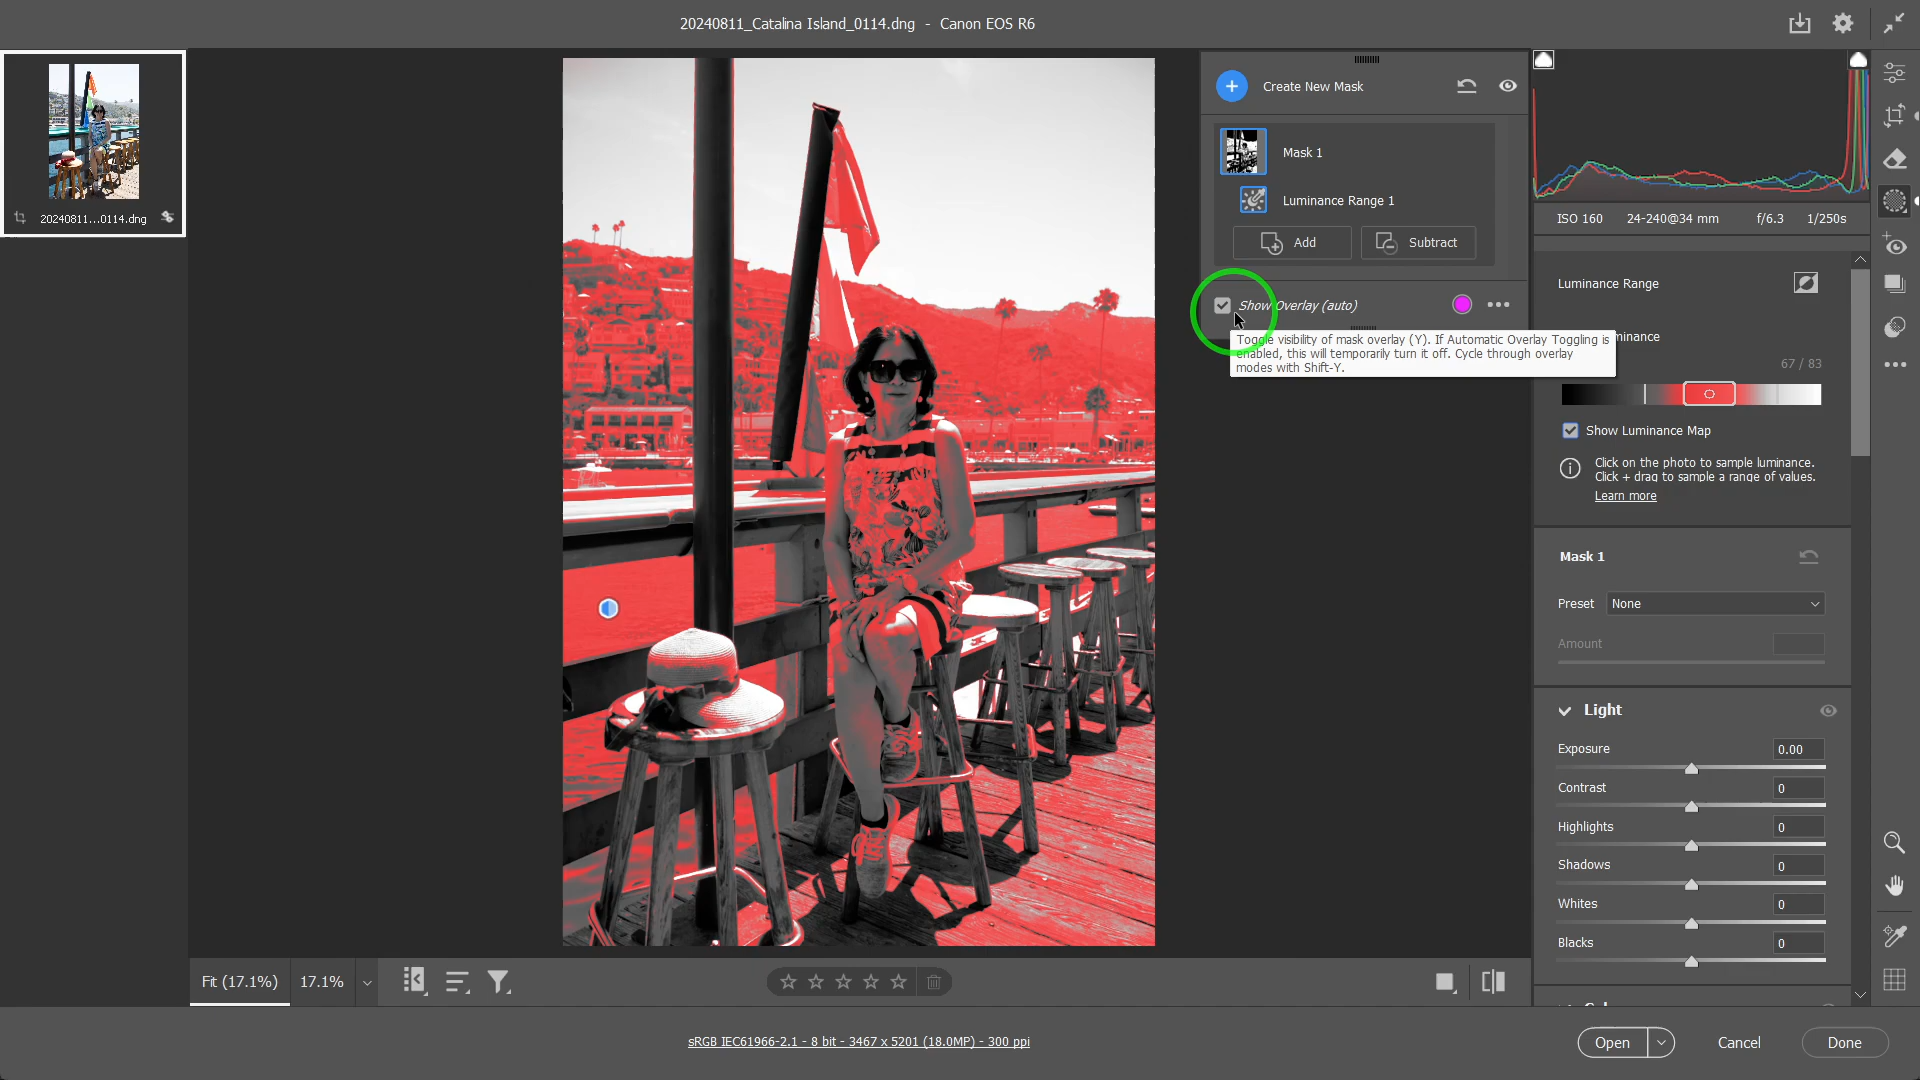 20240811_Catalina Island_0114.dng - Canon EOS R6
20240811...0114.dng
Create New Mask
Mask 1
Luminance Range 1
Add
Subtract
Show Overlay (auto)
Toggle visibility of mask overlay (Y). If Automatic Overlay Toggling is
enabled, this will temporarily turn it off. Cycle through overlay
modes with Shift-Y.
ISO 160 24-240@34 mm f/6.3 1/250s
Luminance Range
67 / 83
Show Luminance Map
Click on the photo to sample luminance.
Click + drag to sample a range of values.
Learn more
Mask 1
Preset None
Amount
Light
Exposure 0.00
Contrast 0
Highlights 0
Shadows 0
Whites 0
Blacks 0
Fit (17.1%) 17.1%
sRGB IEC61966-2.1 - 8 bit - 3467 x 5201 (18.0MP) - 300 ppi
Open Cancel Done